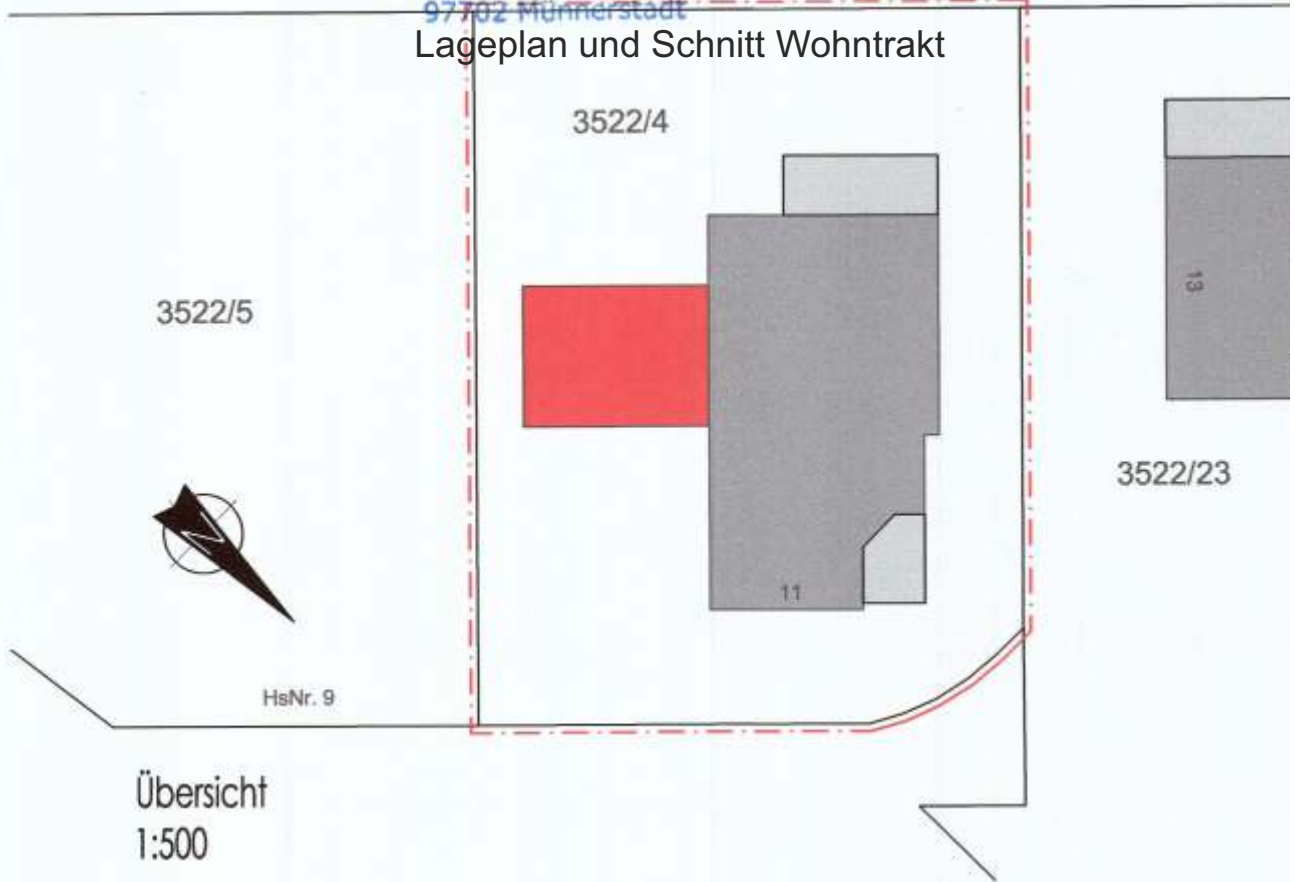 97702 Münnerstadt
Lageplan und Schnitt Wohntrakt
3522/4
3522/5
13
3522/23
N
11
HsNr. 9
Übersicht
1:500